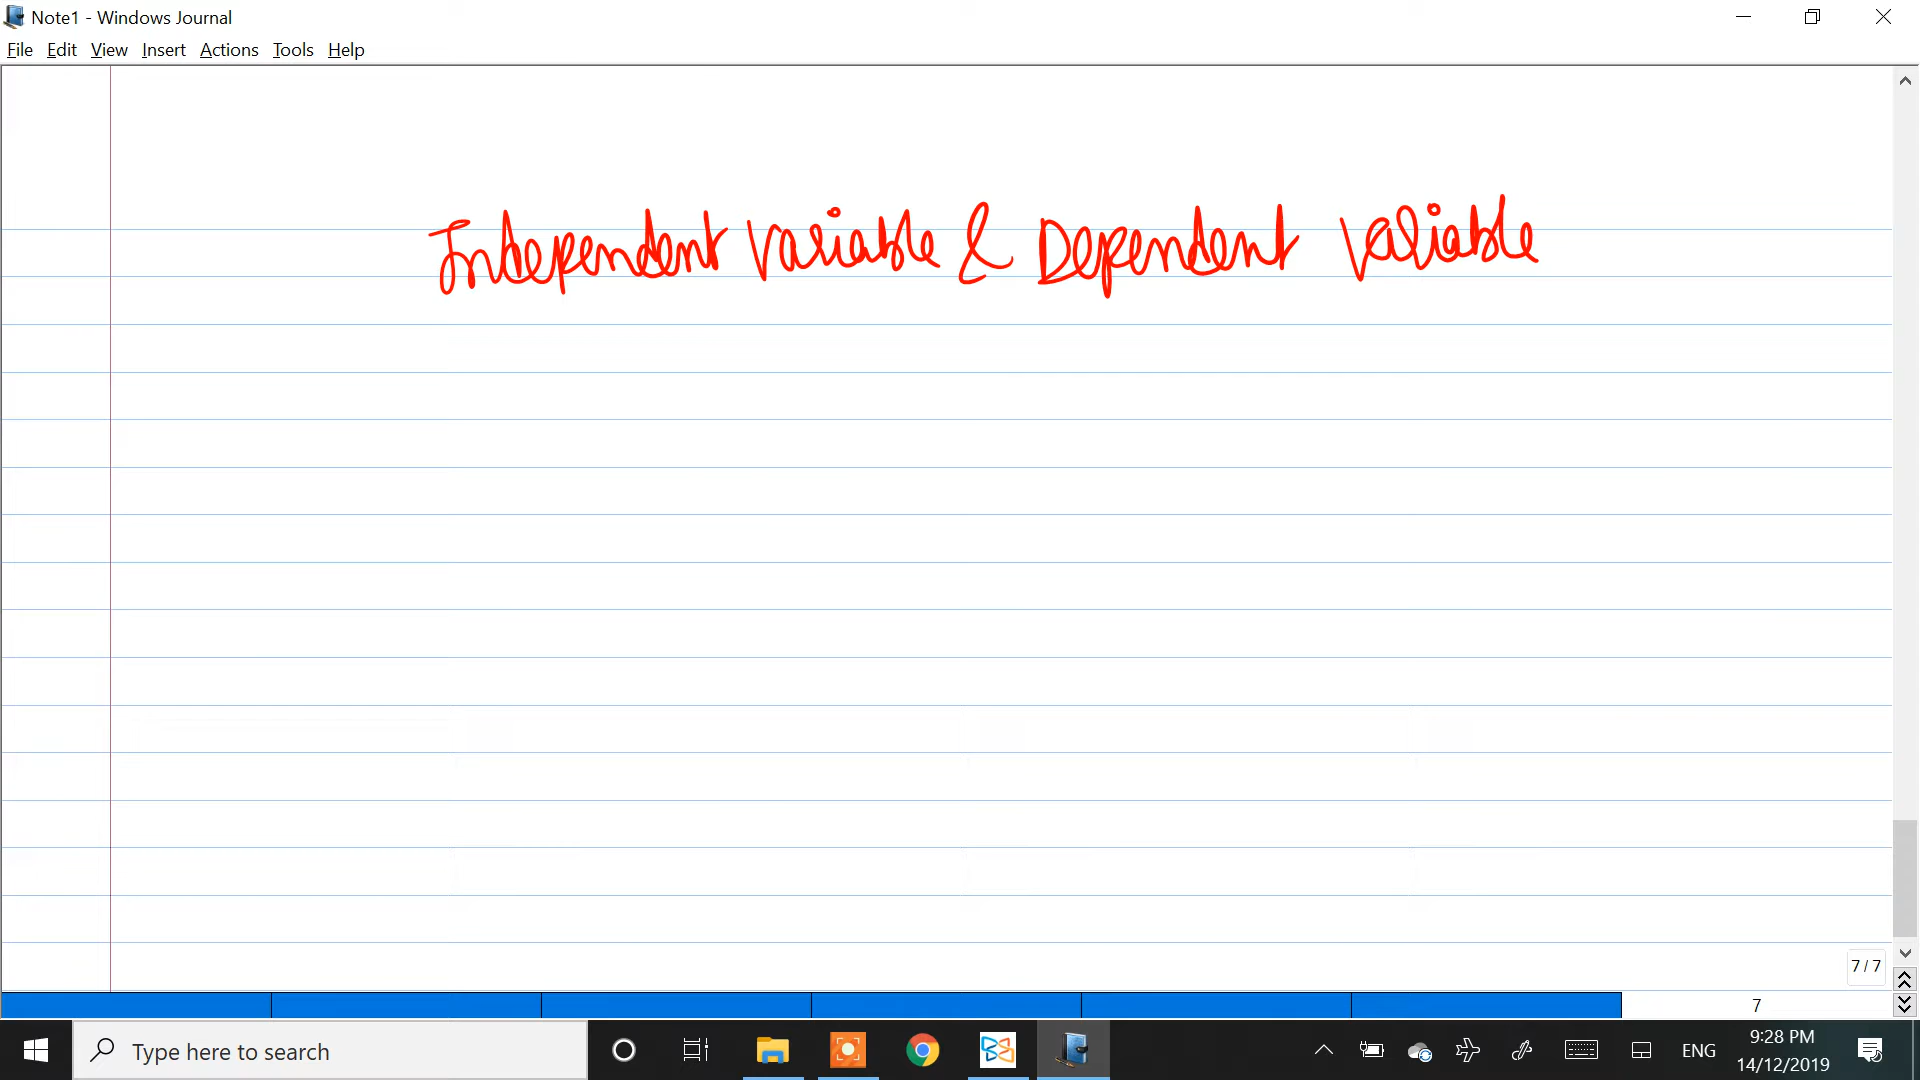 Note1 - Windows Journal
File Edit View Insert Actions Tools Help
Independent Variable & Dependent Variable
7 / 7
7
Type here to search
ENG
9:28 PM
14/12/2019